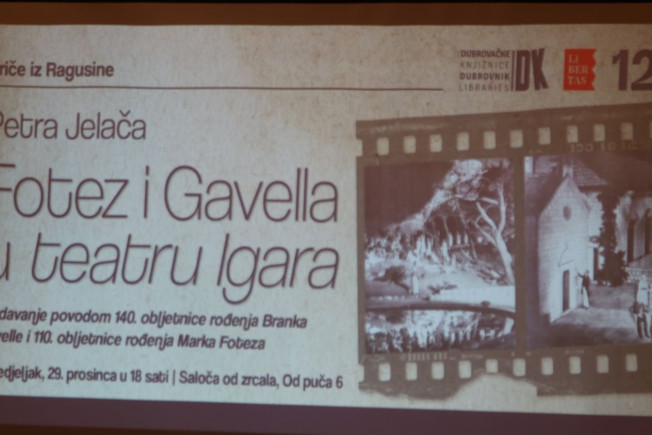 riče iz Ragusine
DUBROVAČKE
KNJIŽNICE
DUBROVNIK
LIBRARIES
DK
LI
BER
TAS
12
Petra Jelača
Fotez i Gavella
u teatru Igara
davanje povodom 140. obljetnice rođenja Branka
elle i 110. obljetnice rođenja Marka Foteza
edjeljak, 29. prosinca u 18 sati | Saloča od zrcala, Od puča 6